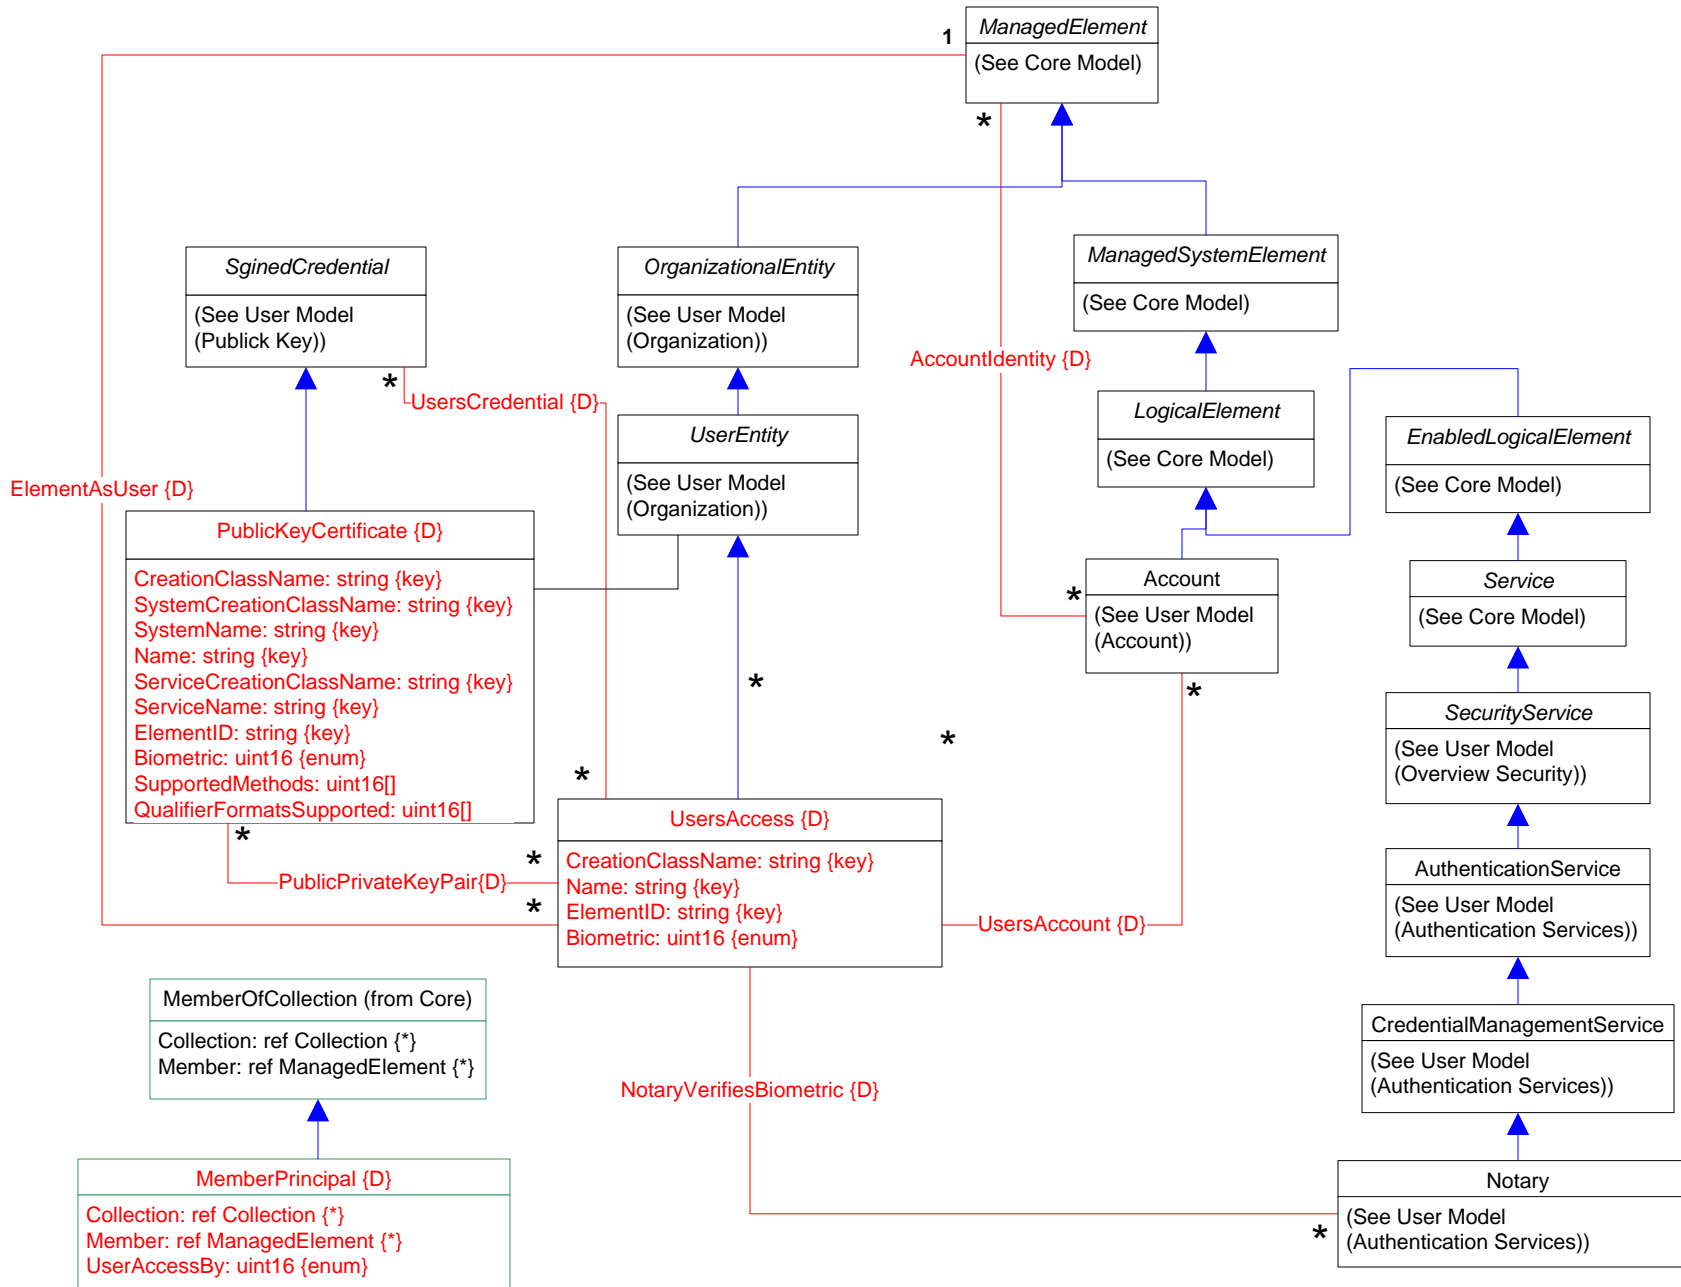 1
ManagedElement
(See Core Model)
*
SginedCredential
(See User Model
(Publick Key))
*
OrganizationalEntity
(See User Model
(Organization))
ManagedSystemElement
(See Core Model)
AccountIdentity {D}
UsersCredential {D}
UserEntity
(See User Model
(Organization))
LogicalElement
(See Core Model)
EnabledLogicalElement
(See Core Model)
ElementAsUser {D}
PublicKeyCertificate {D}
CreationClassName: string {key}
SystemCreationClassName: string {key}
SystemName: string {key}
Name: string {key}
ServiceCreationClassName: string {key}
ServiceName: string {key}
ElementID: string {key}
Biometric: uint16 {enum}
SupportedMethods: uint16[]
QualifierFormatsSupported: uint16[]
*
*
*
*
Account
(See User Model
(Account))
*
*
Service
(See Core Model)
SecurityService
(See User Model
(Overview Security))
*
PublicPrivateKeyPair{D}
*
*
UsersAccess {D}
CreationClassName: string {key}
Name: string {key}
ElementID: string {key}
Biometric: uint16 {enum}
UsersAccount {D}
AuthenticationService
(See User Model
(Authentication Services))
MemberOfCollection (from Core)
Collection: ref Collection {*}
Member: ref ManagedElement {*}
NotaryVerifiesBiometric {D}
CredentialManagementService
(See User Model
(Authentication Services))
MemberPrincipal {D}
Collection: ref Collection {*}
Member: ref ManagedElement {*}
UserAccessBy: uint16 {enum}
*
Notary
(See User Model
(Authentication Services))